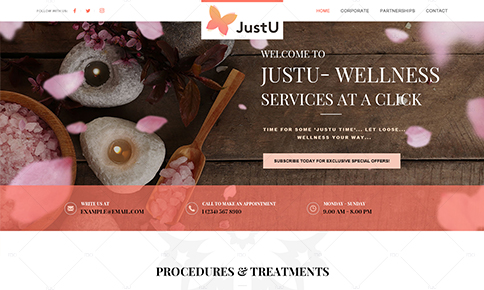 FOLLOW WITH US:
JustU
HOME CORPORATE PARTNERSHIPS CONTACT
WELCOME TO
JUSTU- WELLNESS
SERVICES AT A CLICK
TIME FOR SOME 'JUSTU TIME'... LET LOOSE...
WELLNESS YOUR WAY...
SUBSCRIBE TODAY FOR EXCLUSIVE SPECIAL OFFERS!
WRITE US AT
EXAMPLE@EMAIL.COM
CALL TO MAKE AN APPOINTMENT
1 (234) 567 8910
MONDAY - SUNDAY
9.00 AM - 8.00 PM
PROCEDURES & TREATMENTS